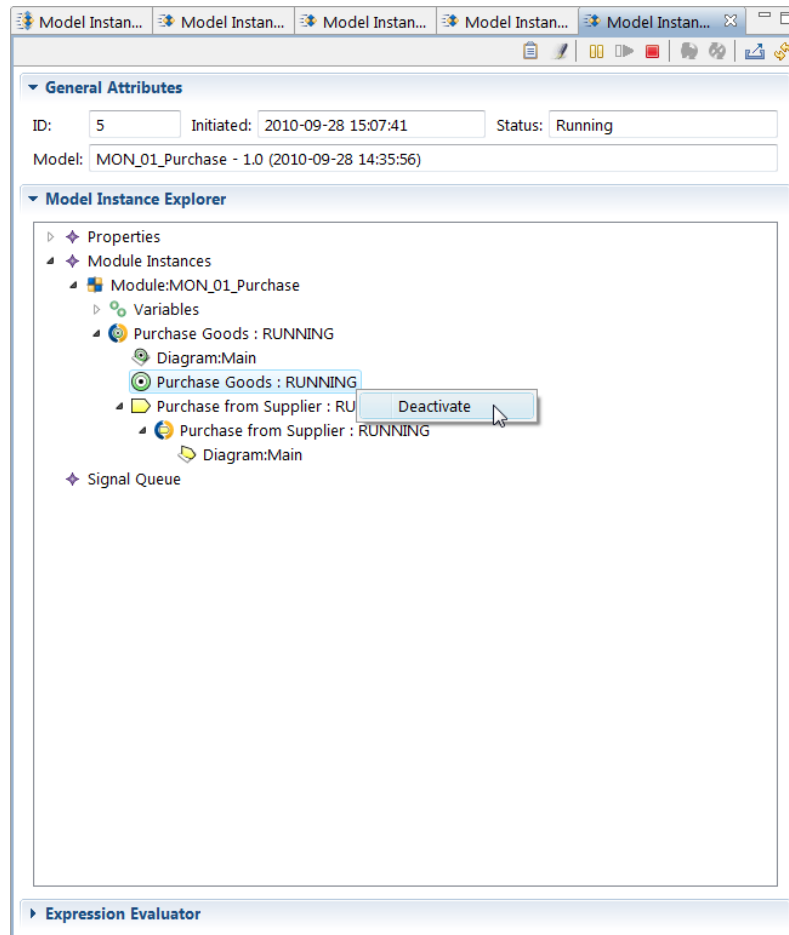 Model Instan... Model Instan... Model Instan... Model Instan... Model Instan...
General Attributes
ID: 5 Initiated: 2010-09-28 15:07:41 Status: Running
Model: MON_01_Purchase - 1.0 (2010-09-28 14:35:56)
Model Instance Explorer
Properties
Module Instances
Module:MON_01_Purchase
Variables
Purchase Goods : RUNNING
Diagram:Main
Purchase Goods : RUNNING
Purchase from Supplier : RU Deactivate
Purchase from Supplier : RUNNING
Diagram:Main
Signal Queue
Expression Evaluator